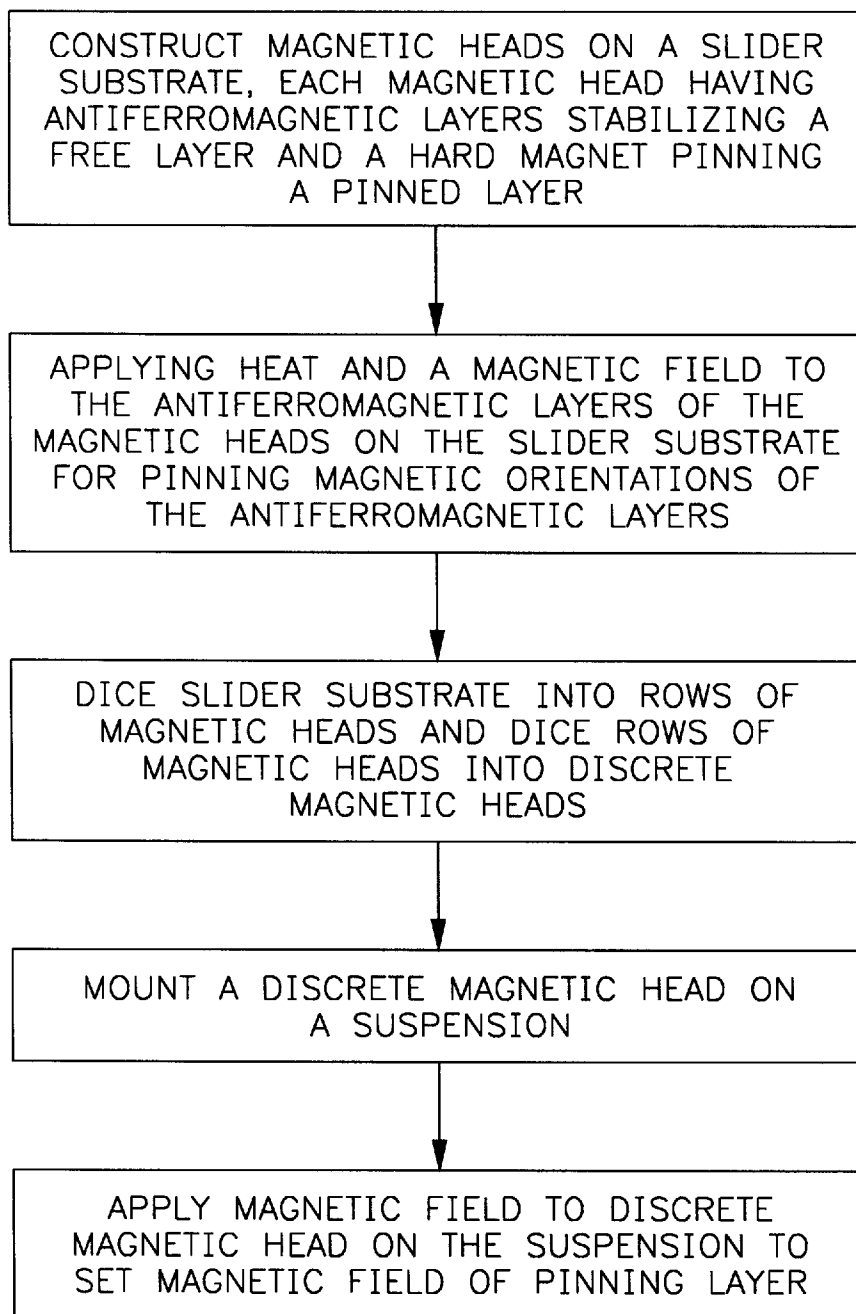 CONSTRUCT MAGNETIC HEADS ON A SLIDER
SUBSTRATE, EACH MAGNETIC HEAD HAVING
ANTIFERROMAGNETIC LAYERS STABILIZING A
FREE LAYER AND A HARD MAGNET PINNING
A PINNED LAYER
APPLYING HEAT AND A MAGNETIC FIELD TO
THE ANTIFERROMAGNETIC LAYERS OF THE
MAGNETIC HEADS ON THE SLIDER SUBSTRATE
FOR PINNING MAGNETIC ORIENTATIONS OF
THE ANTIFERROMAGNETIC LAYERS
DICE SLIDER SUBSTRATE INTO ROWS OF
MAGNETIC HEADS AND DICE ROWS OF
MAGNETIC HEADS INTO DISCRETE
MAGNETIC HEADS
MOUNT A DISCRETE MAGNETIC HEAD ON
A SUSPENSION
APPLY MAGNETIC FIELD TO DISCRETE
MAGNETIC HEAD ON THE SUSPENSION TO
SET MAGNETIC FIELD OF PINNING LAYER